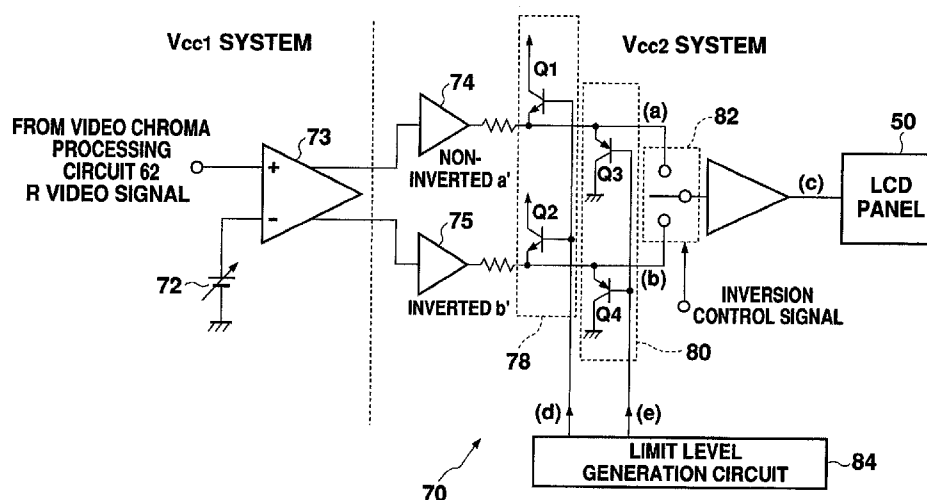 Vcc1 SYSTEM
Vcc2 SYSTEM
Q1
74
(a)
82
50
FROM VIDEO CHROMA
PROCESSING
CIRCUIT 62
R VIDEO SIGNAL
73
+
−
NON-
INVERTED a'
Q3
(c)
LCD
PANEL
Q2
75
(b)
72
INVERTED b'
Q4
INVERSION
CONTROL SIGNAL
78
80
(d)
(e)
70
LIMIT LEVEL
GENERATION CIRCUIT
84